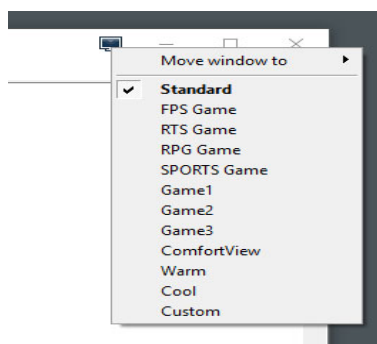 Move window to
Standard
FPS Game
RTS Game
RPG Game
SPORTS Game
Game1
Game2
Game3
ComfortView
Warm
Cool
Custom